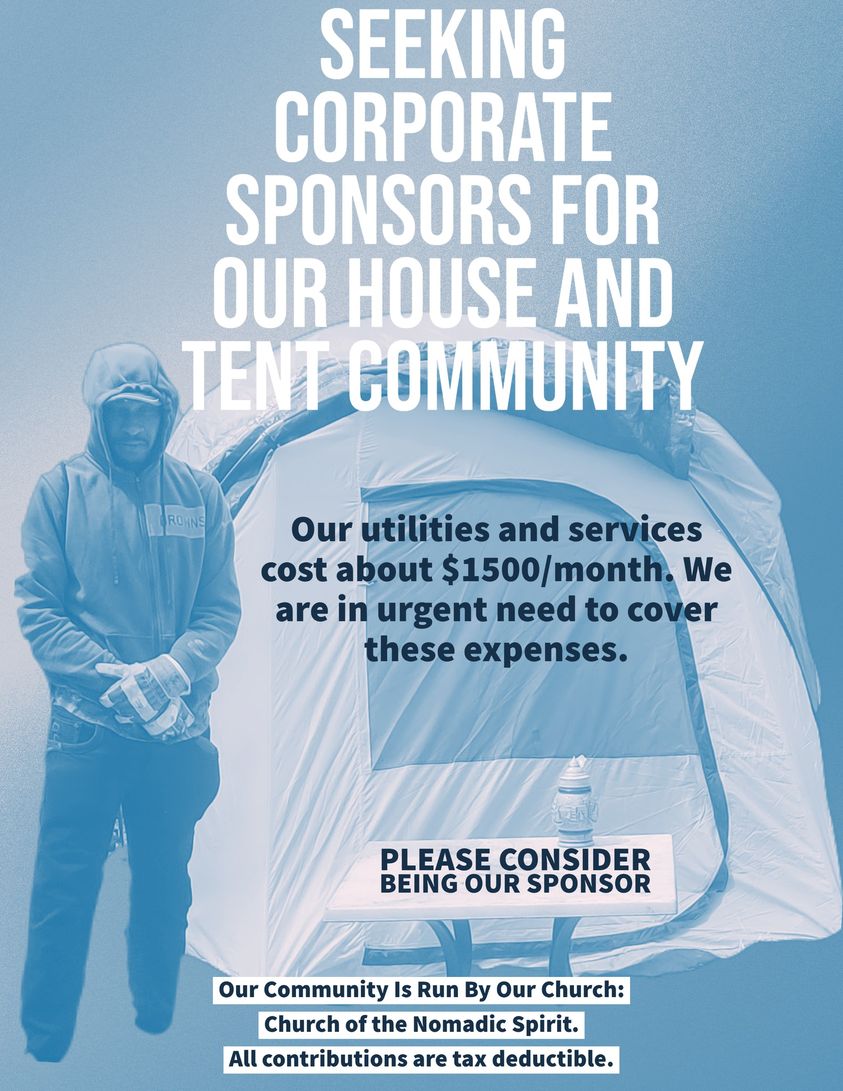 SEEKING
CORPORATE
SPONSORS FOR
OUR HOUSE AND
TENT COMMUNITY
BROWNS
Our utilities and services
cost about $1500/month. We
are in urgent need to cover
these expenses.
PLEASE CONSIDER
BEING OUR SPONSOR
Our Community Is Run By Our Church:
Church of the Nomadic Spirit.
All contributions are tax deductible.